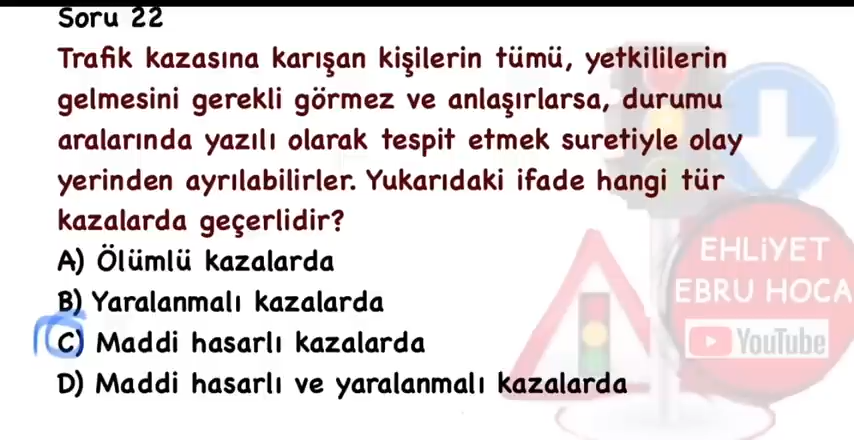 Soru 22
Trafik kazasına karışan kişilerin tümü, yetkililerin
gelmesini gerekli görmez ve anlaşırlarsa, durumu
aralarında yazılı olarak tespit etmek suretiyle olay
yerinden ayrılabilirler. Yukarıdaki ifade hangi tür
kazalarda geçerlidir?
A) Ölümlü kazalarda
B) Yaralanmalı kazalarda
C) Maddi hasarlı kazalarda
D) Maddi hasarlı ve yaralanmalı kazalarda
EHLİYET
EBRU HOCA
YouTube